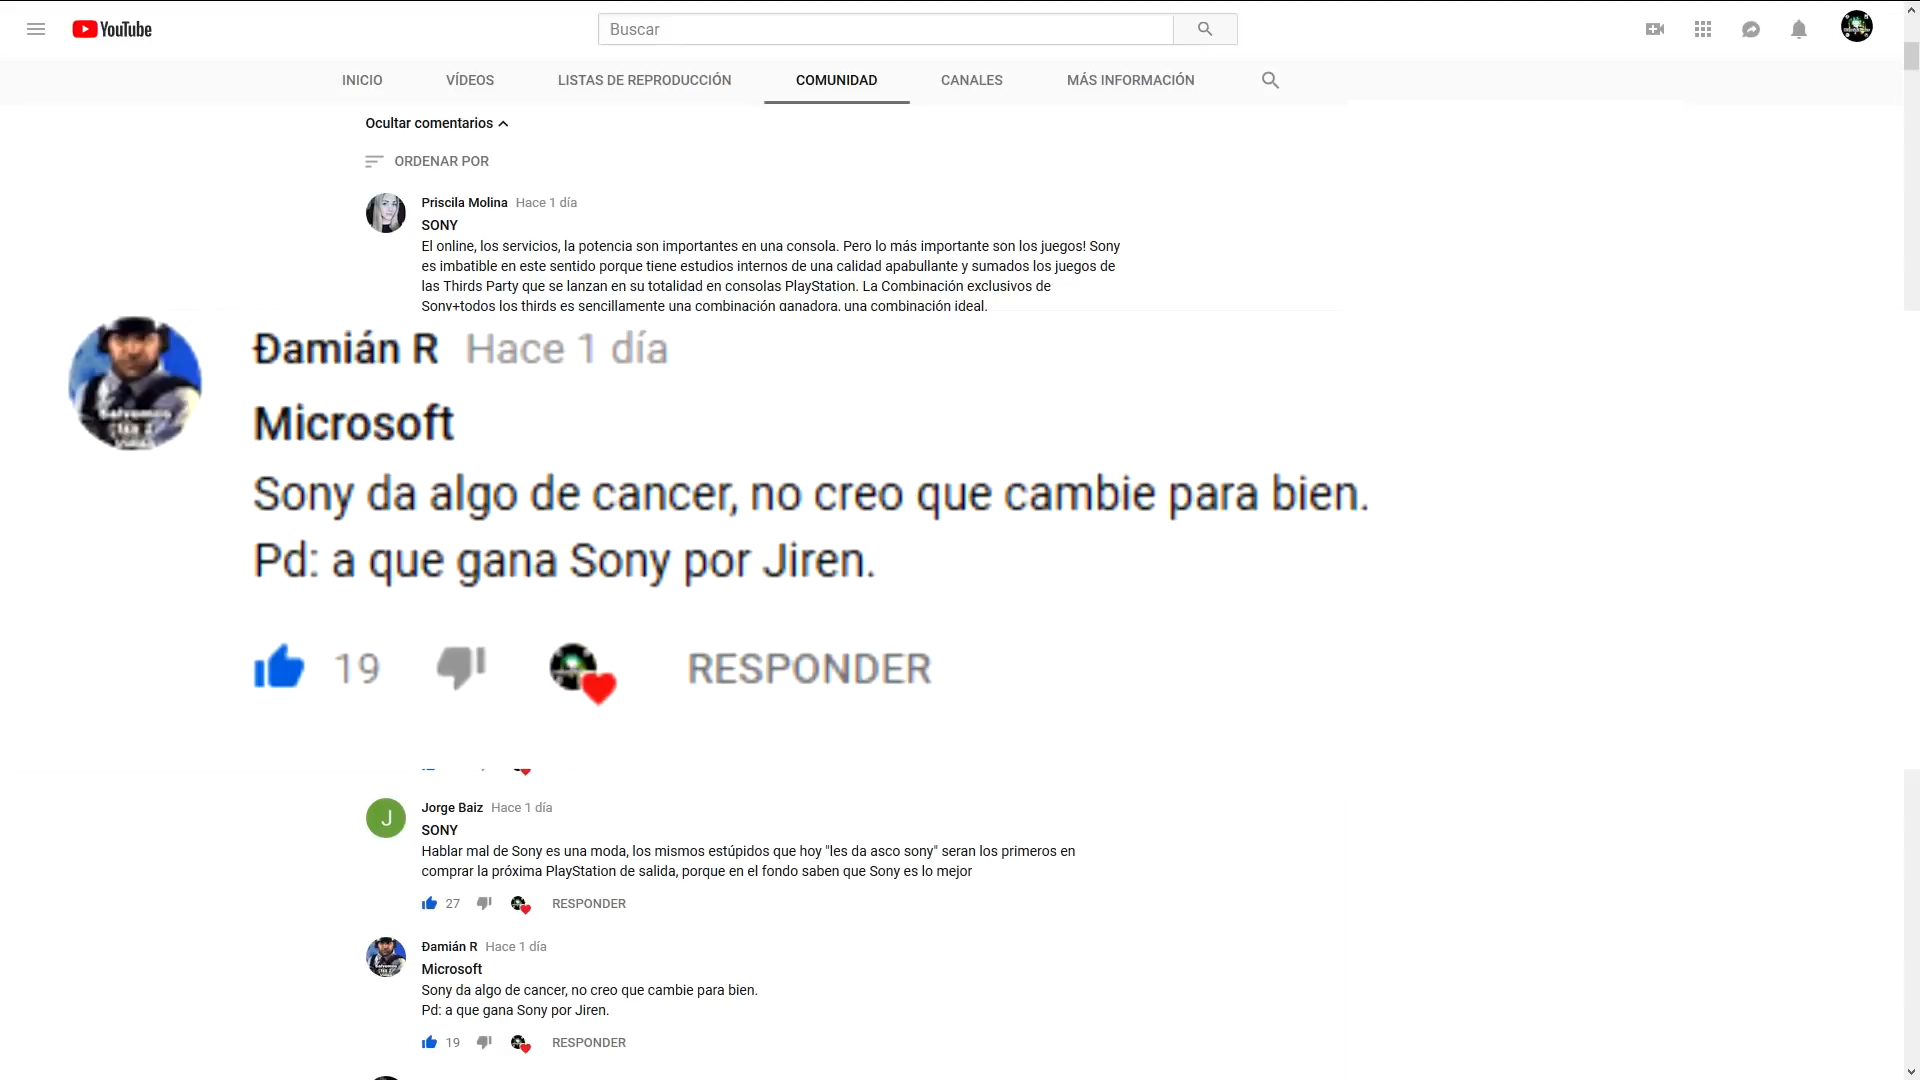 YouTube
Buscar
INICIO VÍDEOS LISTAS DE REPRODUCCIÓN COMUNIDAD CANALES MÁS INFORMACIÓN
Ocultar comentarios
ORDENAR POR
Priscila Molina Hace 1 día
SONY
El online, los servicios, la potencia son importantes en una consola. Pero lo más importante son los juegos! Sony
es imbatible en este sentido porque tiene estudios internos de una calidad apabullante y sumados los juegos de
las Thirds Party que se lanzan en su totalidad en consolas PlayStation. La Combinación exclusivos de
Sony+todos los thirds es sencillamente una combinación ganadora, una combinación ideal.
Đamián R Hace 1 día
Microsoft
Sony da algo de cancer, no creo que cambie para bien.
Pd: a que gana Sony por Jiren.
19 RESPONDER
J
Jorge Baiz Hace 1 día
SONY
Hablar mal de Sony es una moda, los mismos estúpidos que hoy "les da asco sony" seran los primeros en
comprar la próxima PlayStation de salida, porque en el fondo saben que Sony es lo mejor
27 RESPONDER
Đamián R Hace 1 día
Microsoft
Sony da algo de cancer, no creo que cambie para bien.
Pd: a que gana Sony por Jiren.
19 RESPONDER